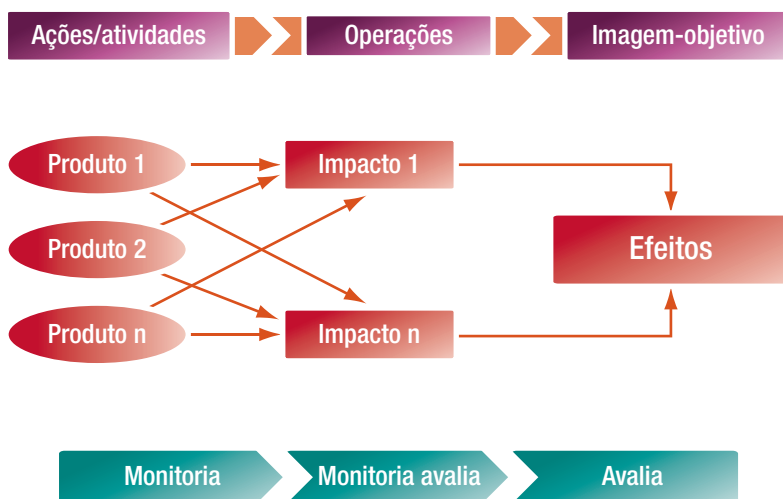 Ações/atividades
Operações
Imagem-objetivo
Produto 1
Impacto 1
Produto 2
Efeitos
Produto n
Impacto n
Monitoria
Monitoria avalia
Avalia